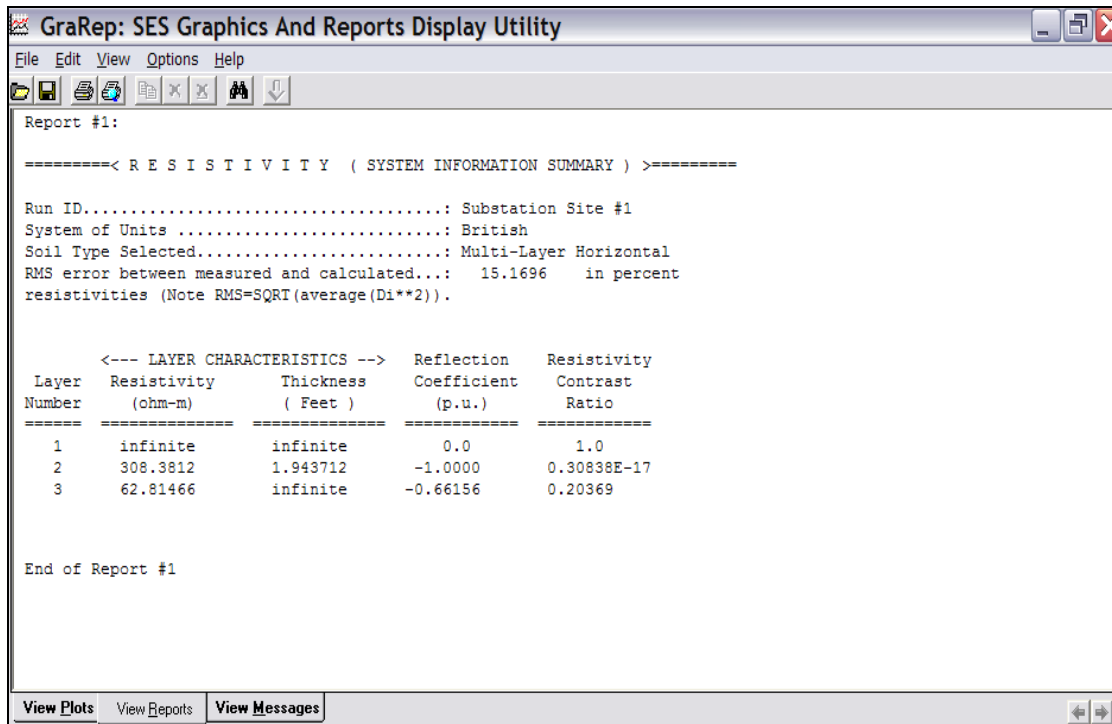 GraRep: SES Graphics And Reports Display Utility
File Edit View Options Help
Report #1:
=========< R E S I S T I V I T Y ( SYSTEM INFORMATION SUMMARY ) >=========
Run ID......................................: Substation Site #1
System of Units ............................: British
Soil Type Selected..........................: Multi-Layer Horizontal
RMS error between measured and calculated...: 15.1696 in percent
resistivities (Note RMS=SQRT(average(Di**2)).
<--- LAYER CHARACTERISTICS --> Reflection Resistivity
Layer Resistivity Thickness Coefficient Contrast
Number (ohm-m) ( Feet ) (p.u.) Ratio
====== ============== ============== ============ ============
1 infinite infinite 0.0 1.0
2 308.3812 1.943712 -1.0000 0.30838E-17
3 62.81466 infinite -0.66156 0.20369
End of Report #1
View Plots View Reports View Messages